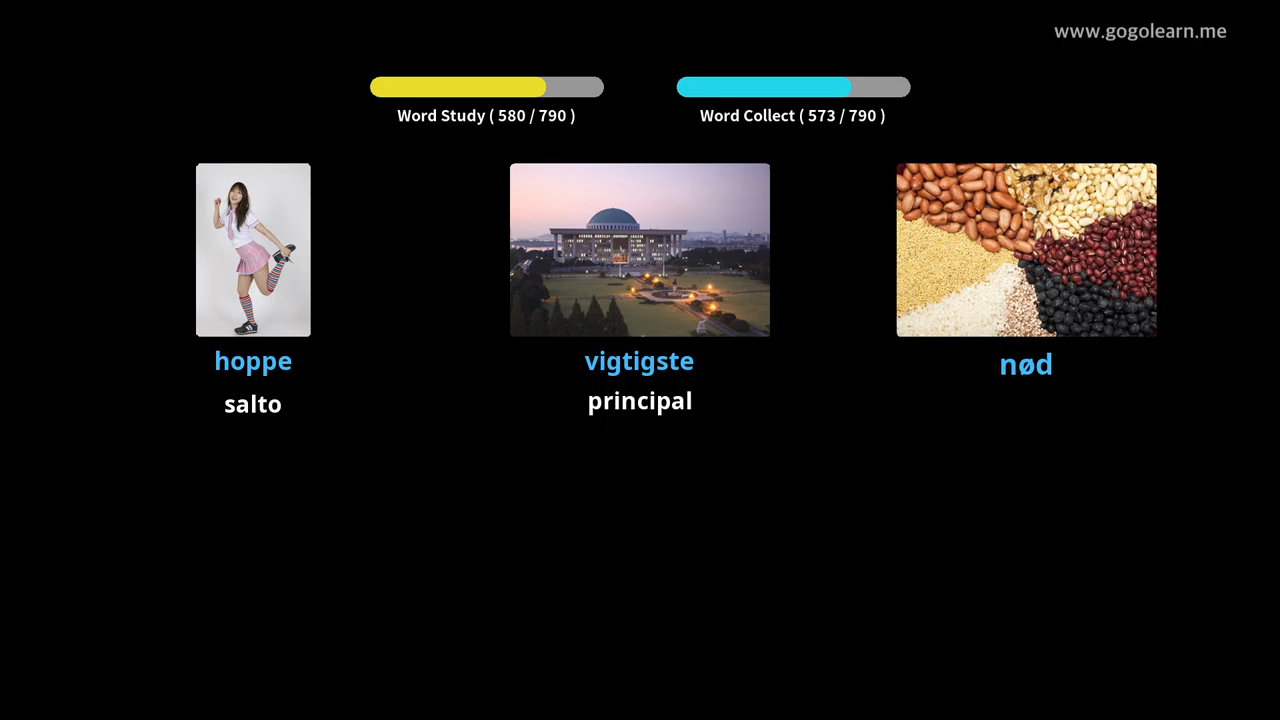 www.gogolearn.me
Word Study ( 580 / 790 )
Word Collect ( 573 / 790 )
hoppe
salto
vigtigste
principal
nød